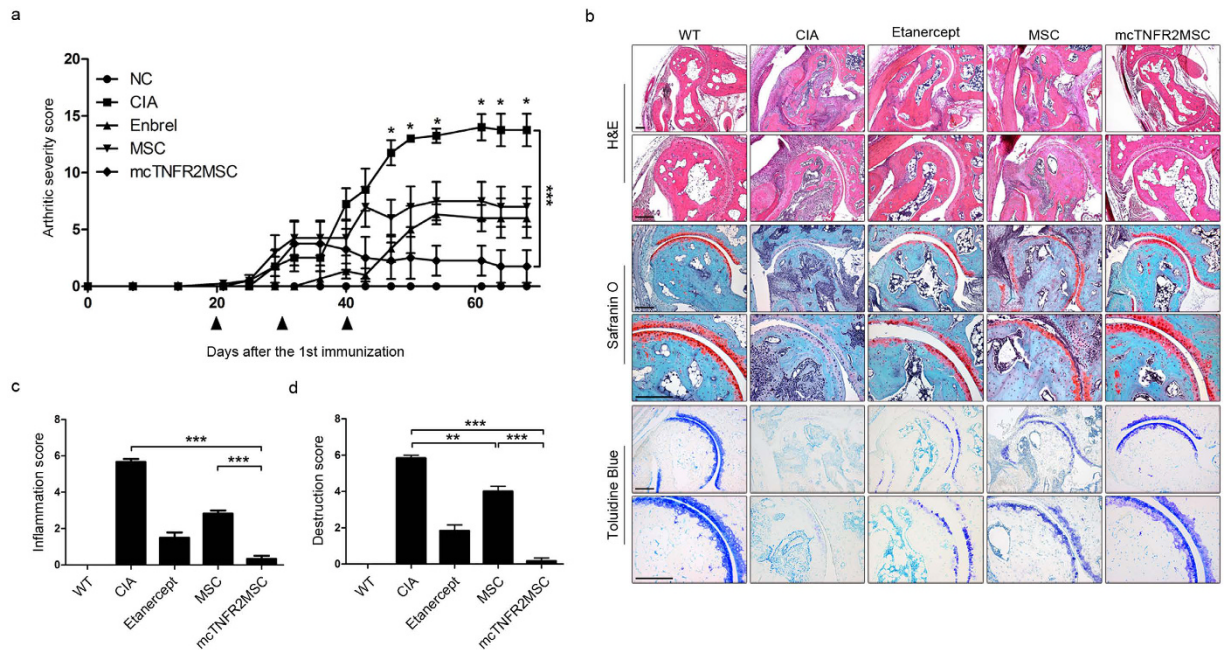 a
20
15
10
5
0
Arthritic severity score
NC
CIA
Enbrel
MSC
mcTNFR2MSC
* * * * * *
***
0 20 40 60
Days after the 1st immunization
b
WT CIA Etanercept MSC mcTNFR2MSC
H&E
Safranin O
Toluidine Blue
c
8
6
4
2
0
Inflammation score
***
***
WT CIA Etanercept MSC mcTNFR2MSC
d
8
6
4
2
0
Destruction score
***
** ***
WT CIA Etanercept MSC mcTNFR2MSC